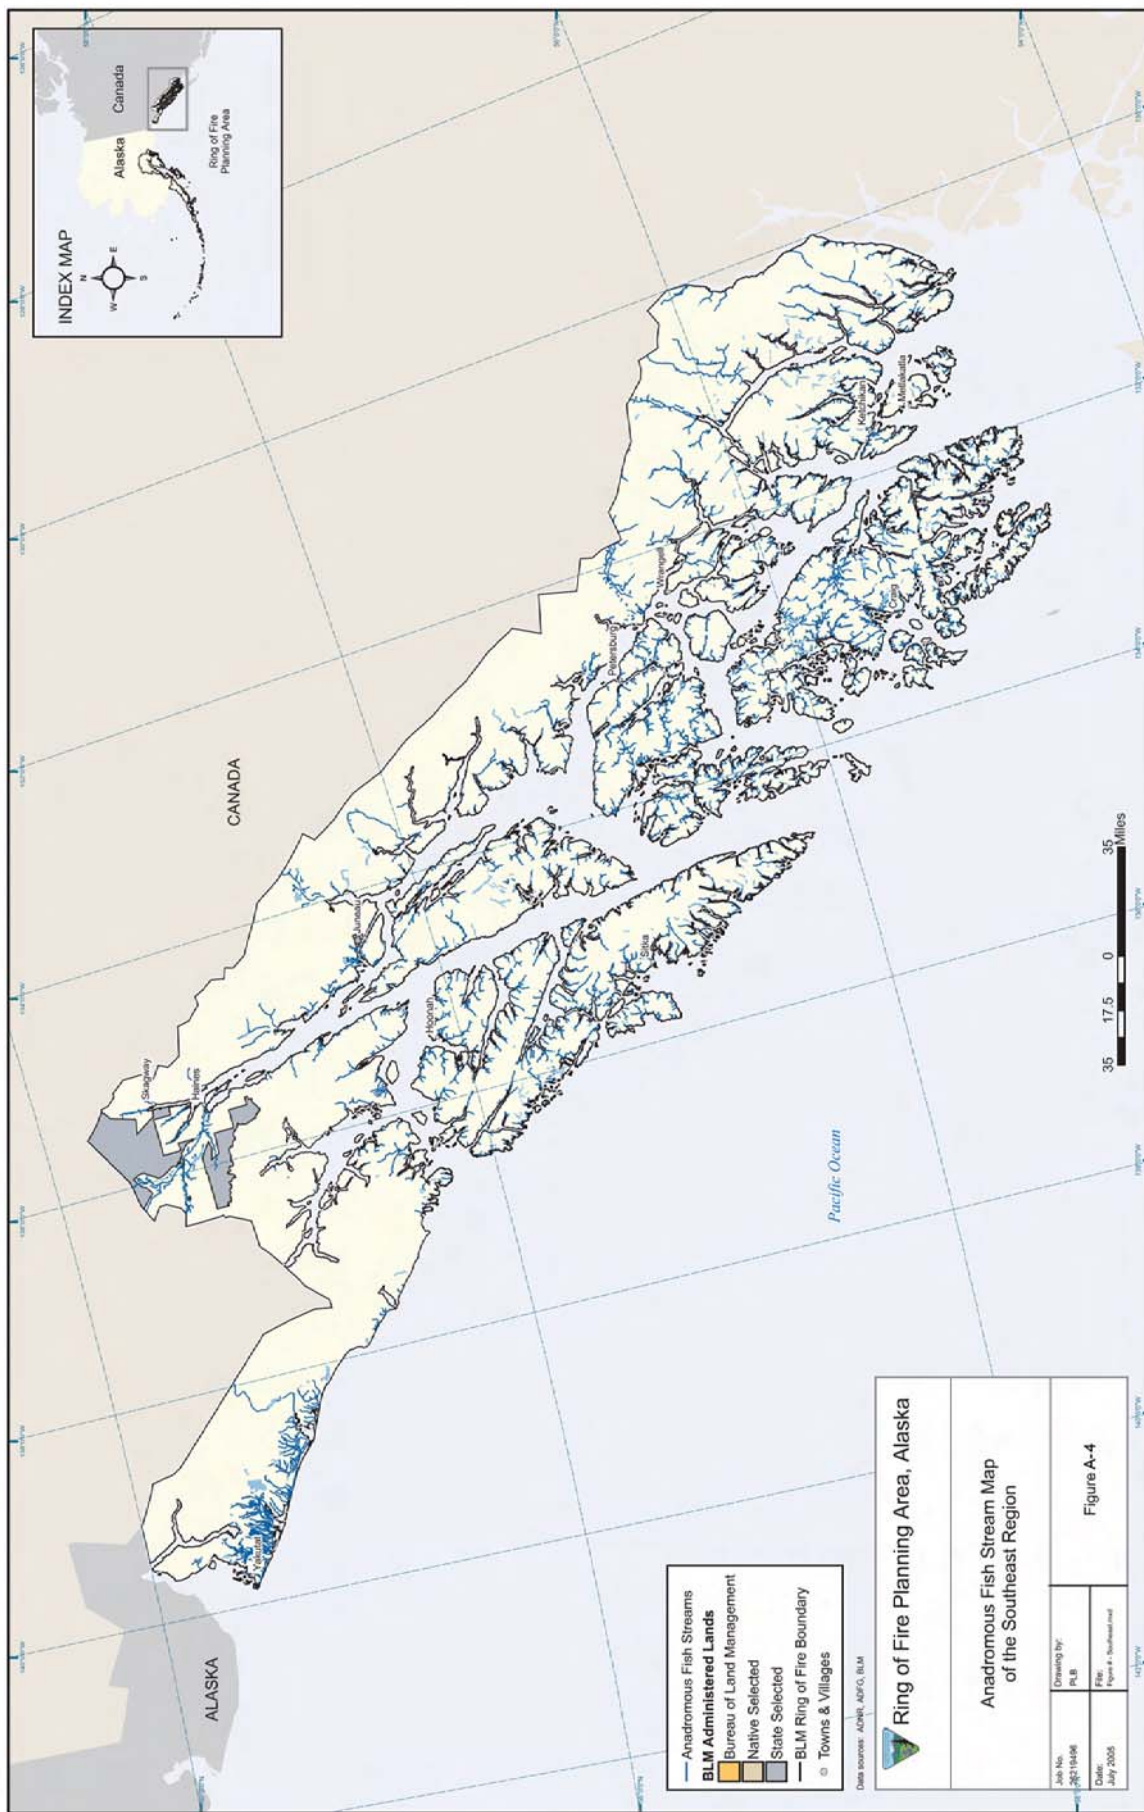 INDEX MAP
N
W
E
S
Alaska
Canada
Ring of Fire
Planning Area
CANADA
ALASKA
Skagway
Haines
Juneau
Hoonah
Sitka
Yakutat
Petersburg
Wrangell
Craig
Ketchikan
Metlakatla
Pacific Ocean
35 17.5 0 35
Miles
Anadromous Fish Streams
BLM Administered Lands
Bureau of Land Management
Native Selected
State Selected
BLM Ring of Fire Boundary
Towns & Villages
Data sources: ADNR, ADFG, BLM
Ring of Fire Planning Area, Alaska
Anadromous Fish Stream Map
of the Southeast Region
Job No.
26219496
Drawing by:
PLB
Date:
July 2005
File:
Figure A-4